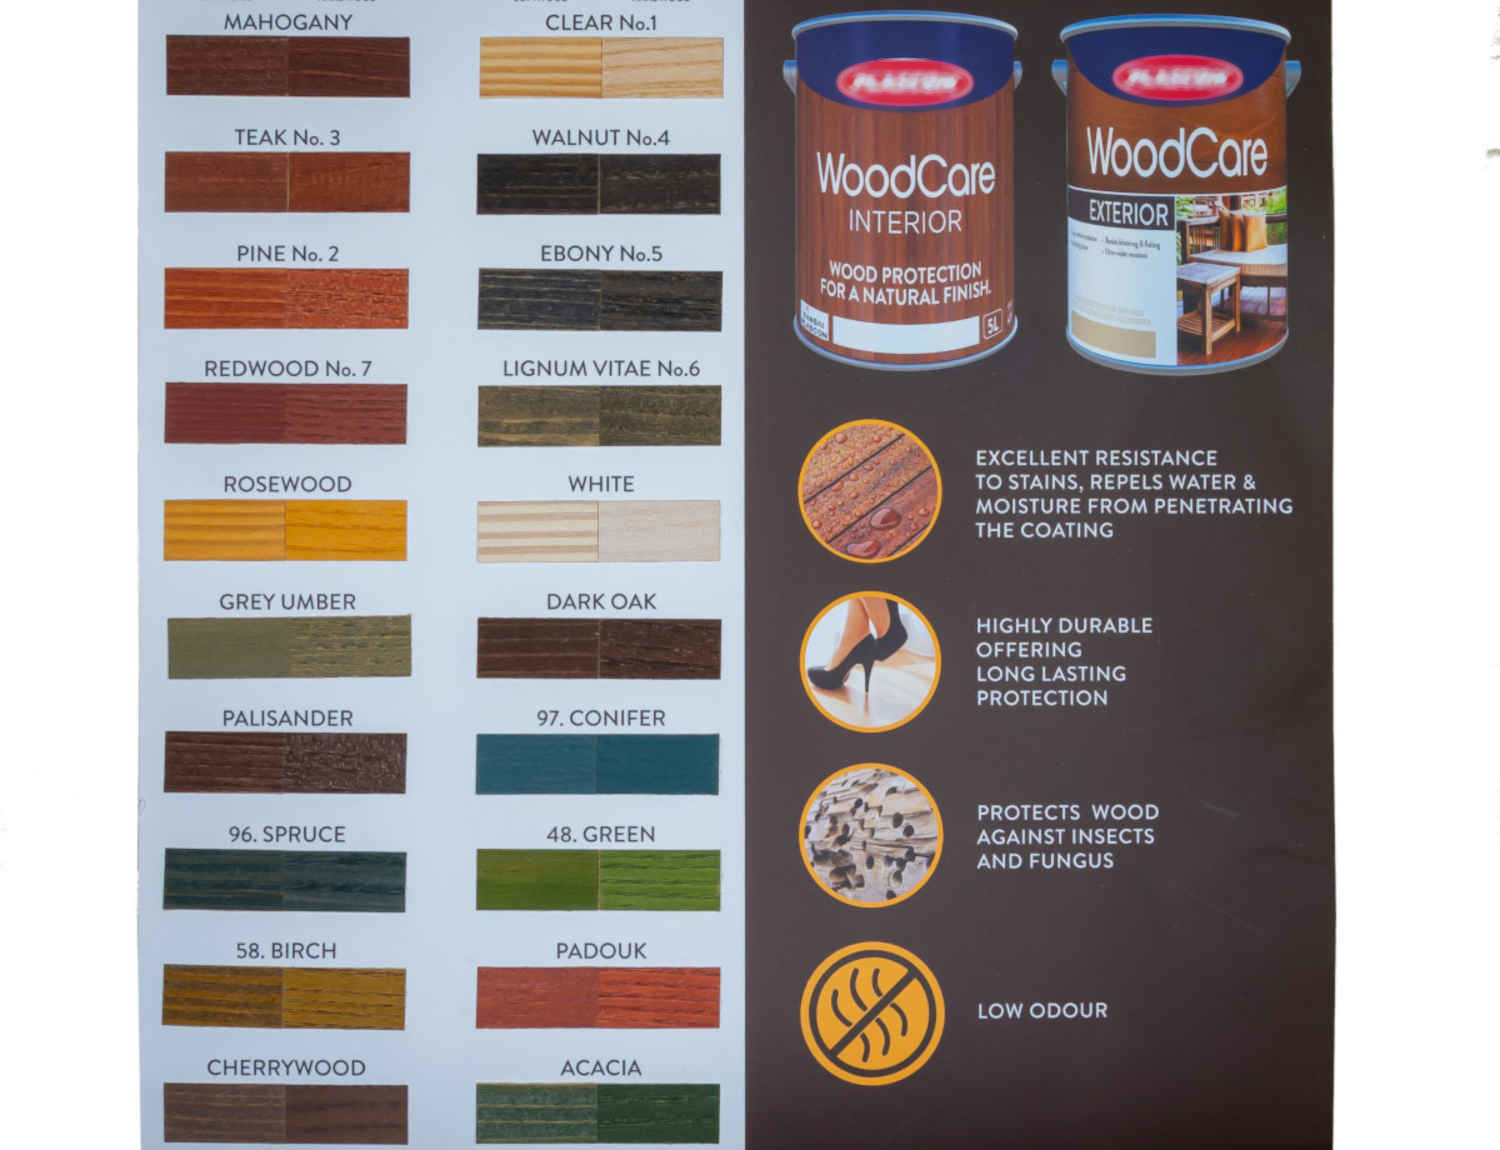 MAHOGANY
CLEAR No.1
TEAK No. 3
WALNUT No.4
PINE No. 2
EBONY No.5
REDWOOD No. 7
LIGNUM VITAE No.6
ROSEWOOD
WHITE
GREY UMBER
DARK OAK
PALISANDER
97. CONIFER
96. SPRUCE
48. GREEN
58. BIRCH
PADOUK
CHERRYWOOD
ACACIA
PLASCON
WoodCare
INTERIOR
WOOD PROTECTION
FOR A NATURAL FINISH.
5L
PLASCON
WoodCare
EXTERIOR
EXCELLENT RESISTANCE
TO STAINS, REPELS WATER &
MOISTURE FROM PENETRATING
THE COATING
HIGHLY DURABLE
OFFERING
LONG LASTING
PROTECTION
PROTECTS WOOD
AGAINST INSECTS
AND FUNGUS
LOW ODOUR